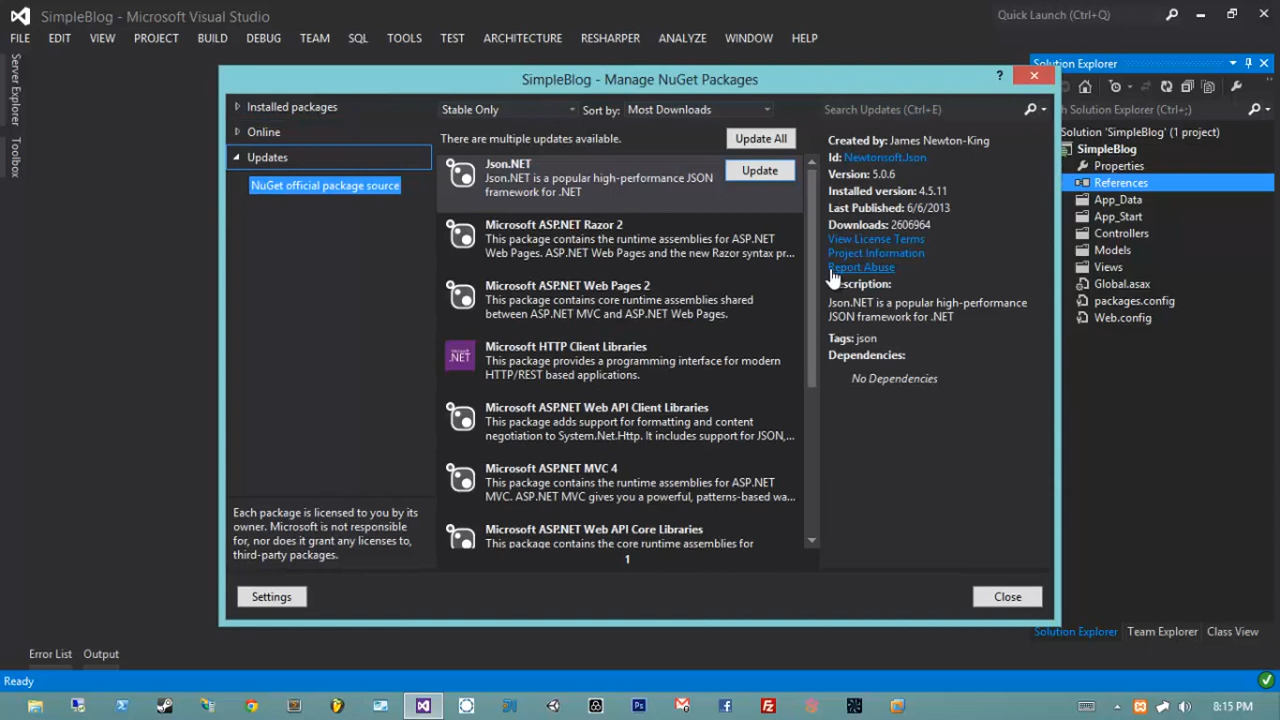 SimpleBlog - Microsoft Visual Studio
Quick Launch (Ctrl+Q)
FILE EDIT VIEW PROJECT BUILD DEBUG TEAM SQL TOOLS TEST ARCHITECTURE RESHARPER ANALYZE WINDOW HELP
Server Explorer
Toolbox
SimpleBlog - Manage NuGet Packages
?
Installed packages
Online
Updates
NuGet official package source
Each package is licensed to you by its
owner. Microsoft is not responsible
for, nor does it grant any licenses to,
third-party packages.
Settings
Stable Only
Sort by: Most Downloads
There are multiple updates available.
Update All
Json.NET
Json.NET is a popular high-performance JSON
framework for .NET
Update
Microsoft ASP.NET Razor 2
This package contains the runtime assemblies for ASP.NET
Web Pages. ASP.NET Web Pages and the new Razor syntax pr...
Microsoft ASP.NET Web Pages 2
This package contains core runtime assemblies shared
between ASP.NET MVC and ASP.NET Web Pages.
.NET
Microsoft HTTP Client Libraries
This package provides a programming interface for modern
HTTP/REST based applications.
Microsoft ASP.NET Web API Client Libraries
This package adds support for formatting and content
negotiation to System.Net.Http. It includes support for JSON,...
Microsoft ASP.NET MVC 4
This package contains the runtime assemblies for ASP.NET
MVC. ASP.NET MVC gives you a powerful, patterns-based wa...
Microsoft ASP.NET Web API Core Libraries
This package contains the core runtime assemblies for
1
Search Updates (Ctrl+E)
Created by: James Newton-King
Id: Newtonsoft.Json
Version: 5.0.6
Installed version: 4.5.11
Last Published: 6/6/2013
Downloads: 2606964
View License Terms
Project Information
Report Abuse
Description:
Json.NET is a popular high-performance
JSON framework for .NET
Tags: json
Dependencies:
No Dependencies
Close
Solution Explorer
Search Solution Explorer (Ctrl+;)
Solution 'SimpleBlog' (1 project)
SimpleBlog
Properties
References
App_Data
App_Start
Controllers
Models
Views
Global.asax
packages.config
Web.config
Solution Explorer Team Explorer Class View
Error List Output
Ready
8:15 PM